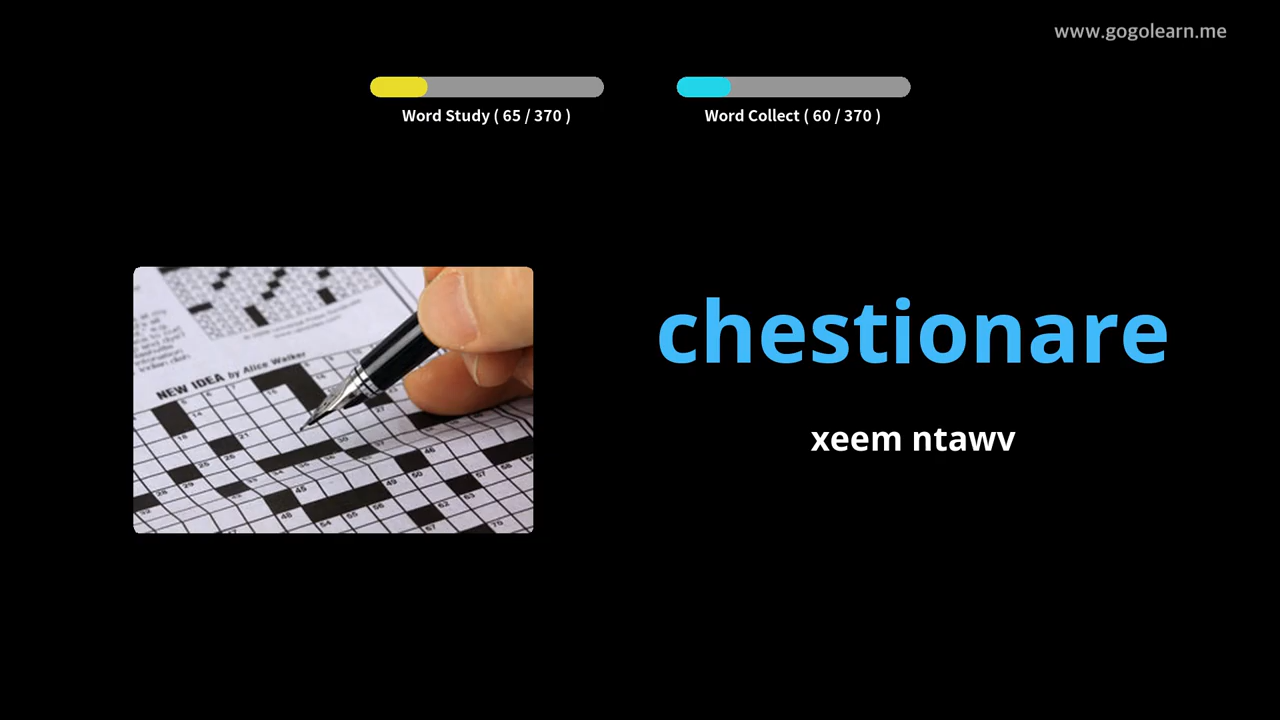 www.gogolearn.me
Word Study ( 65 / 370 )
Word Collect ( 60 / 370 )
NEW IDEA by Alice Walker
chestionare
xeem ntawv